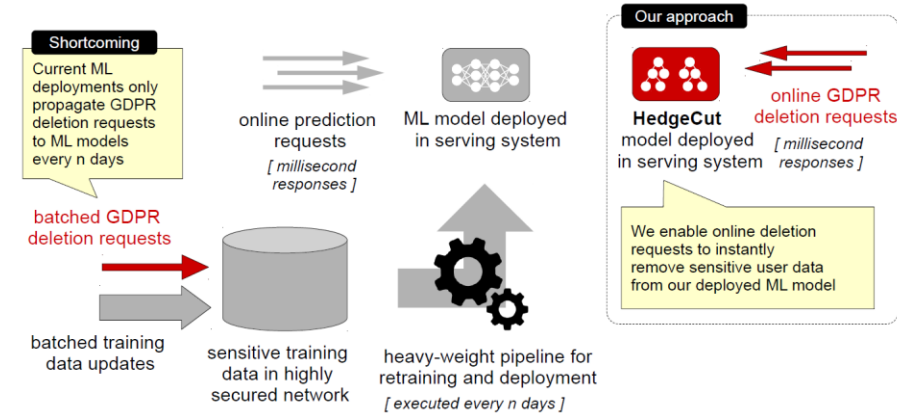 Shortcoming
Current ML
deployments only
propagate GDPR
deletion requests
to ML models
every n days
batched GDPR
deletion requests
batched training
data updates
online prediction
requests
[ millisecond
responses ]
sensitive training
data in highly
secured network
ML model deployed
in serving system
heavy-weight pipeline for
retraining and deployment
[ executed every n days ]
Our approach
HedgeCut
model deployed
in serving system
online GDPR
deletion requests
[ millisecond
responses ]
We enable online deletion
requests to instantly
remove sensitive user data
from our deployed ML model